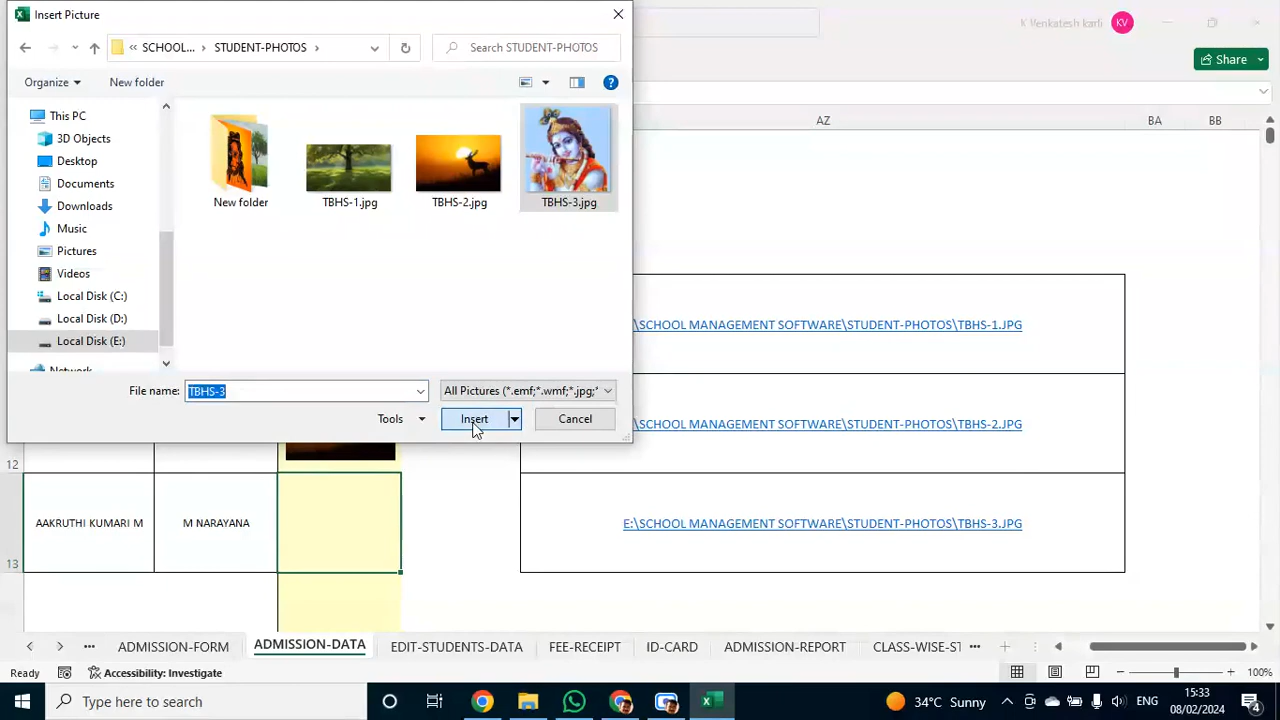 Insert Picture
K Venkatesh karli
KV
SCHOOL...
STUDENT-PHOTOS
Search STUDENT-PHOTOS
Share
Organize
New folder
This PC
3D Objects
Desktop
Documents
Downloads
Music
Pictures
Videos
Local Disk (C:)
Local Disk (D:)
Local Disk (E:)
New folder
TBHS-1.jpg
TBHS-2.jpg
TBHS-3.jpg
File name:
TBHS-3
All Pictures (*.emf;*.wmf;*.jpg;*
Tools
Insert
Cancel
AZ
BA
BB
\SCHOOL MANAGEMENT SOFTWARE\STUDENT-PHOTOS\TBHS-1.JPG
\SCHOOL MANAGEMENT SOFTWARE\STUDENT-PHOTOS\TBHS-2.JPG
12
AAKRUTHI KUMARI M
M NARAYANA
E:\SCHOOL MANAGEMENT SOFTWARE\STUDENT-PHOTOS\TBHS-3.JPG
13
ADMISSION-FORM
ADMISSION-DATA
EDIT-STUDENTS-DATA
FEE-RECEIPT
ID-CARD
ADMISSION-REPORT
CLASS-WISE-ST
Ready
Accessibility: Investigate
100%
Type here to search
34°C Sunny
ENG
15:33
08/02/2024
4